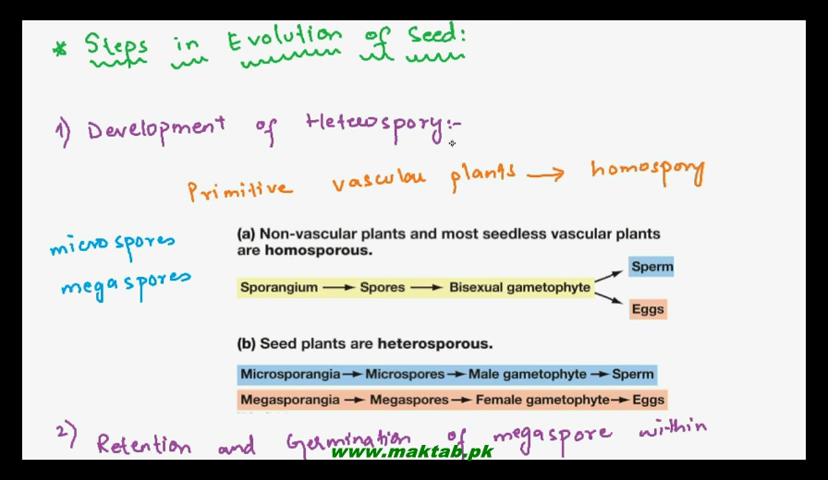 * Steps in Evolution of Seed:
1) Development of Heterospory:-
Primitive vascular plants → homospory
microspores
megaspores
(a) Non-vascular plants and most seedless vascular plants
are homosporous.
Sporangium → Spores → Bisexual gametophyte
Sperm
Eggs
(b) Seed plants are heterosporous.
Microsporangia → Microspores → Male gametophyte → Sperm
Megasporangia → Megaspores → Female gametophyte → Eggs
2) Retention and Germination of megaspore within
www.maktab.pk